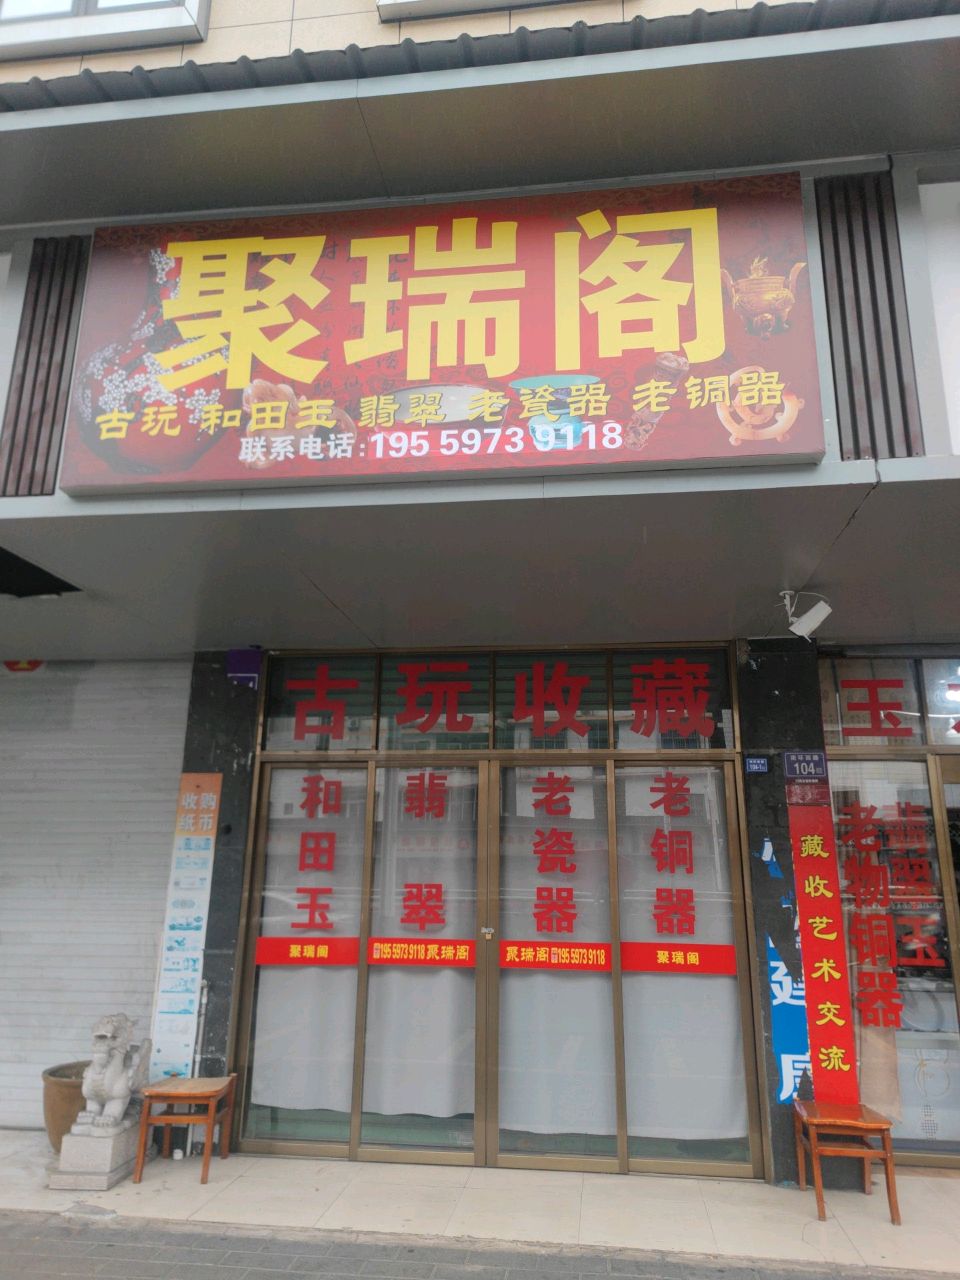 聚瑞阁
古玩 和田玉 翡翠 老瓷器 老铜器
联系电话:195 5973 9118
古玩收藏
玉
和田玉
翡翠
老瓷器
老铜器
聚瑞阁
195 5973 9118 聚瑞阁
聚瑞阁 195 5973 9118
聚瑞阁
收购
纸币
104
藏收艺术交流
老物铜器
翡翠玉
建